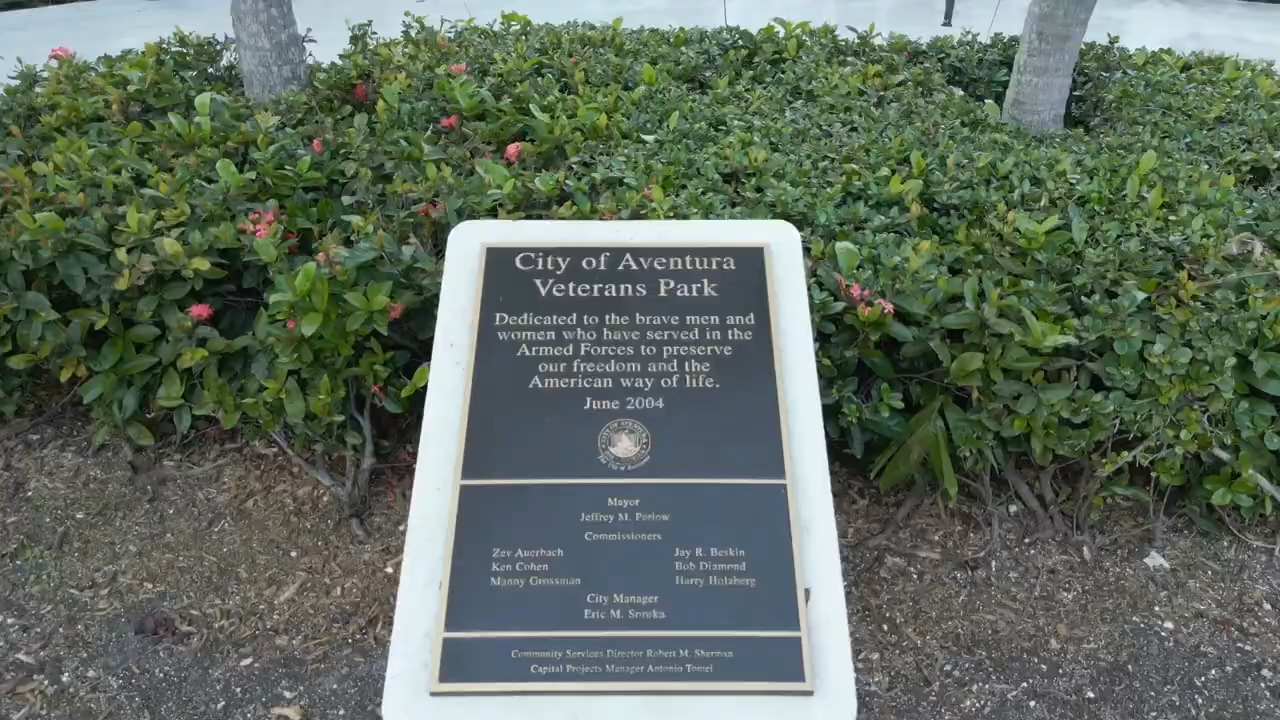 City of Aventura
Veterans Park
Dedicated to the brave men and
women who have served in the
Armed Forces to preserve
our freedom and the
American way of life.
June 2004
CITY OF AVENTURA
Mayor
Jeffrey M. Perlow
Commissioners
Zev Auerbach Jay R. Beskin
Ken Cohen Bob Diamond
Manny Grossman Harry Holzberg
City Manager
Eric M. Soroka
Community Services Director Robert M. Sherman
Capital Projects Manager Antonio Tomei